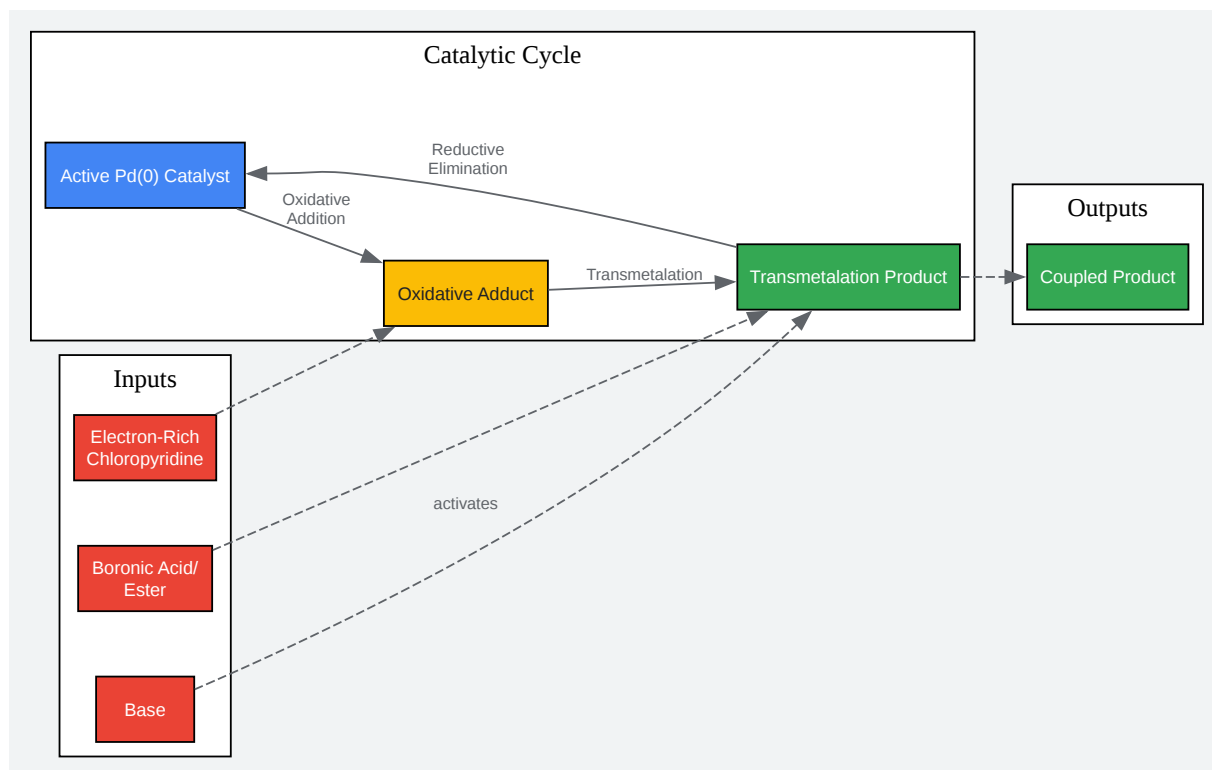 Catalytic Cycle
Active Pd(0) Catalyst
Reductive
Elimination
Oxidative
Addition
Oxidative Adduct
Transmetalation
Transmetalation Product
Outputs
Coupled Product
Inputs
Electron-Rich
Chloropyridine
Boronic Acid/
Ester
activates
Base